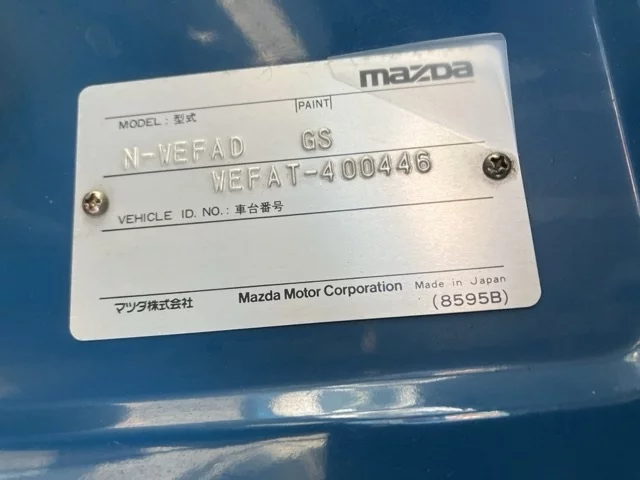 mazda
MODEL: 型式 PAINT
N-WEFAD GS
WEFAT-400446
VEHICLE ID. NO.: 車台番号
マツダ株式会社 Mazda Motor Corporation Made in Japan
(8595B)